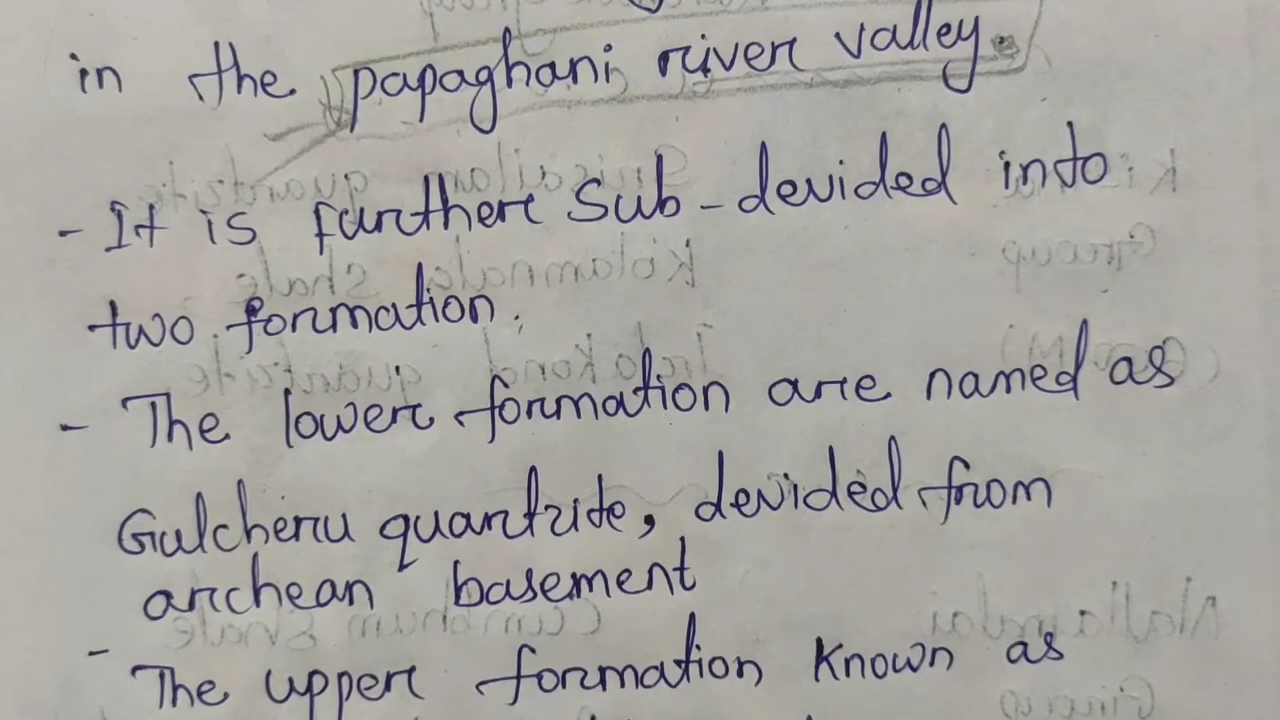 in the papaghani river valley.
- It is further sub-devided into
two formation.
- The lower formation are named as
Gulcheru quartzite, devided from
archean basement
- The upper formation known as